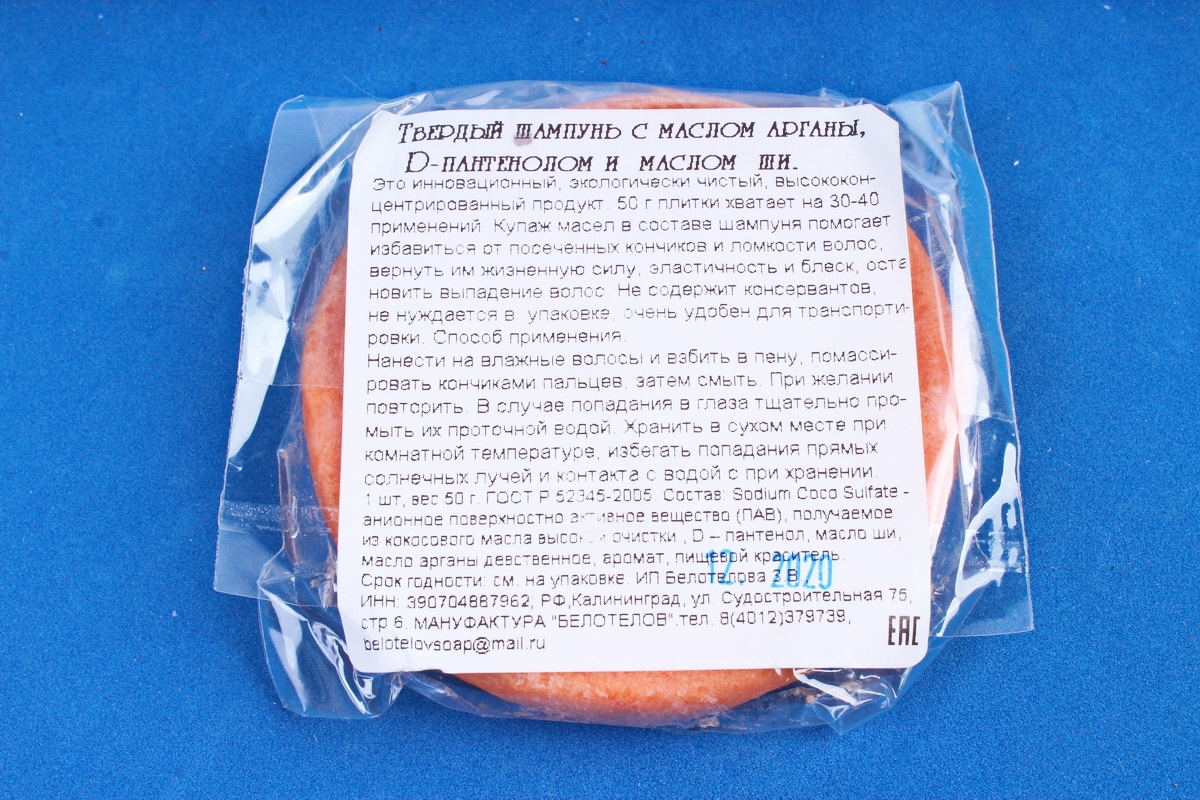 Твердый шампунь с маслом арганы,
D-пантенолом и маслом ши.
Это инновационный, экологически чистый, высококон-
центрированный продукт. 50 г плитки хватает на 30-40
применений. Купаж масел в составе шампуня помогает
избавиться от посеченных кончиков и ломкости волос,
вернуть им жизненную силу, эластичность и блеск, оста
новить выпадение волос. Не содержит консервантов,
не нуждается в упаковке, очень удобен для транспорти-
ровки. Способ применения:
Нанести на влажные волосы и взбить в пену, помасси-
ровать кончиками пальцев, затем смыть. При желании
повторить. В случае попадания в глаза тщательно про-
мыть их проточной водой. Хранить в сухом месте при
комнатной температуре, избегать попадания прямых
солнечных лучей и контакта с водой с при хранении.
1 шт, вес 50 г. ГОСТ Р 52345-2005. Состав: Sodium Coco Sulfate -
анионное поверхностно активное вещество (ПАВ), получаемое
из кокосового масла высокой очистки , D – пантенол, масло ши,
масло арганы девственное, аромат, пищевой краситель.
12. 2020
Срок годности: см. на упаковке. ИП Белотелова З.В.
ИНН: 390704887962; РФ,Калининград, ул. Судостроительная 75,
стр 6. МАНУФАКТУРА "БЕЛОТЕЛОВ".тел. 8(4012)379739,
belotelovsoap@mail.ru
EAC